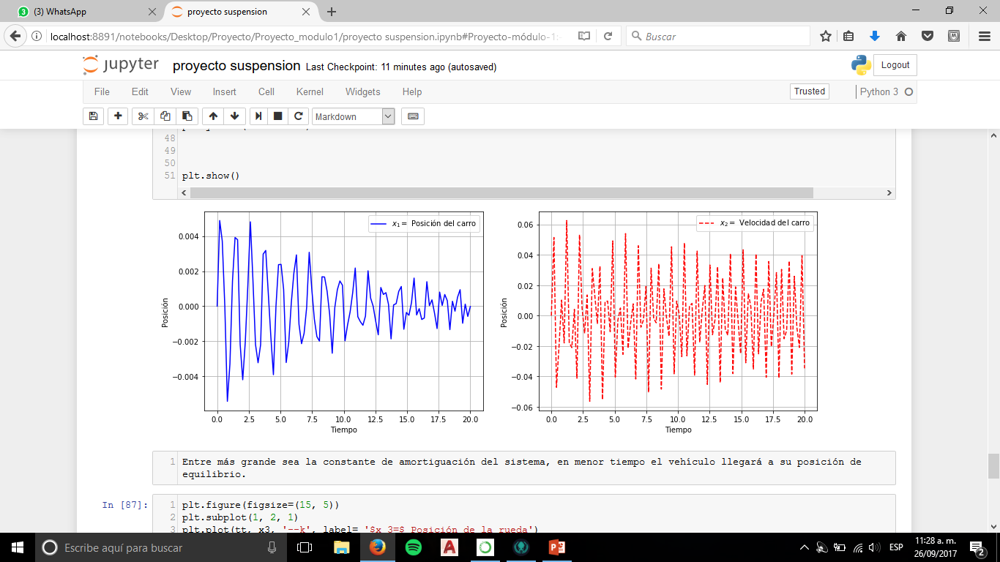 (3) WhatsApp
proyecto suspension
localhost:8891/notebooks/Desktop/Proyecto/Proyecto_modulo1/proyecto suspension.ipynb#Proyecto-módulo-1:
Buscar
jupyter
proyecto suspension Last Checkpoint: 11 minutes ago (autosaved)
Logout
File Edit View Insert Cell Kernel Widgets Help
Trusted
Python 3
Markdown
48
49
50
51 plt.show()
x₁ = Posición del carro
0.004
0.002
0.000
−0.002
−0.004
Posición
0.0 2.5 5.0 7.5 10.0 12.5 15.0 17.5 20.0
Tiempo
x₂ = Velocidad del carro
0.06
0.04
0.02
0.00
−0.02
−0.04
−0.06
Posición
0.0 2.5 5.0 7.5 10.0 12.5 15.0 17.5 20.0
Tiempo
1 Entre más grande sea la constante de amortiguación del sistema, en menor tiempo el vehículo llegará a su posición de
equilibrio.
In [87]:
1 plt.figure(figsize=(15, 5))
2 plt.subplot(1, 2, 1)
3 plt.plot(tt, x3, '--k', label= '$x_3=$ Posición de la rueda')
Escribe aquí para buscar
ESP
11:28 a. m.
26/09/2017
2